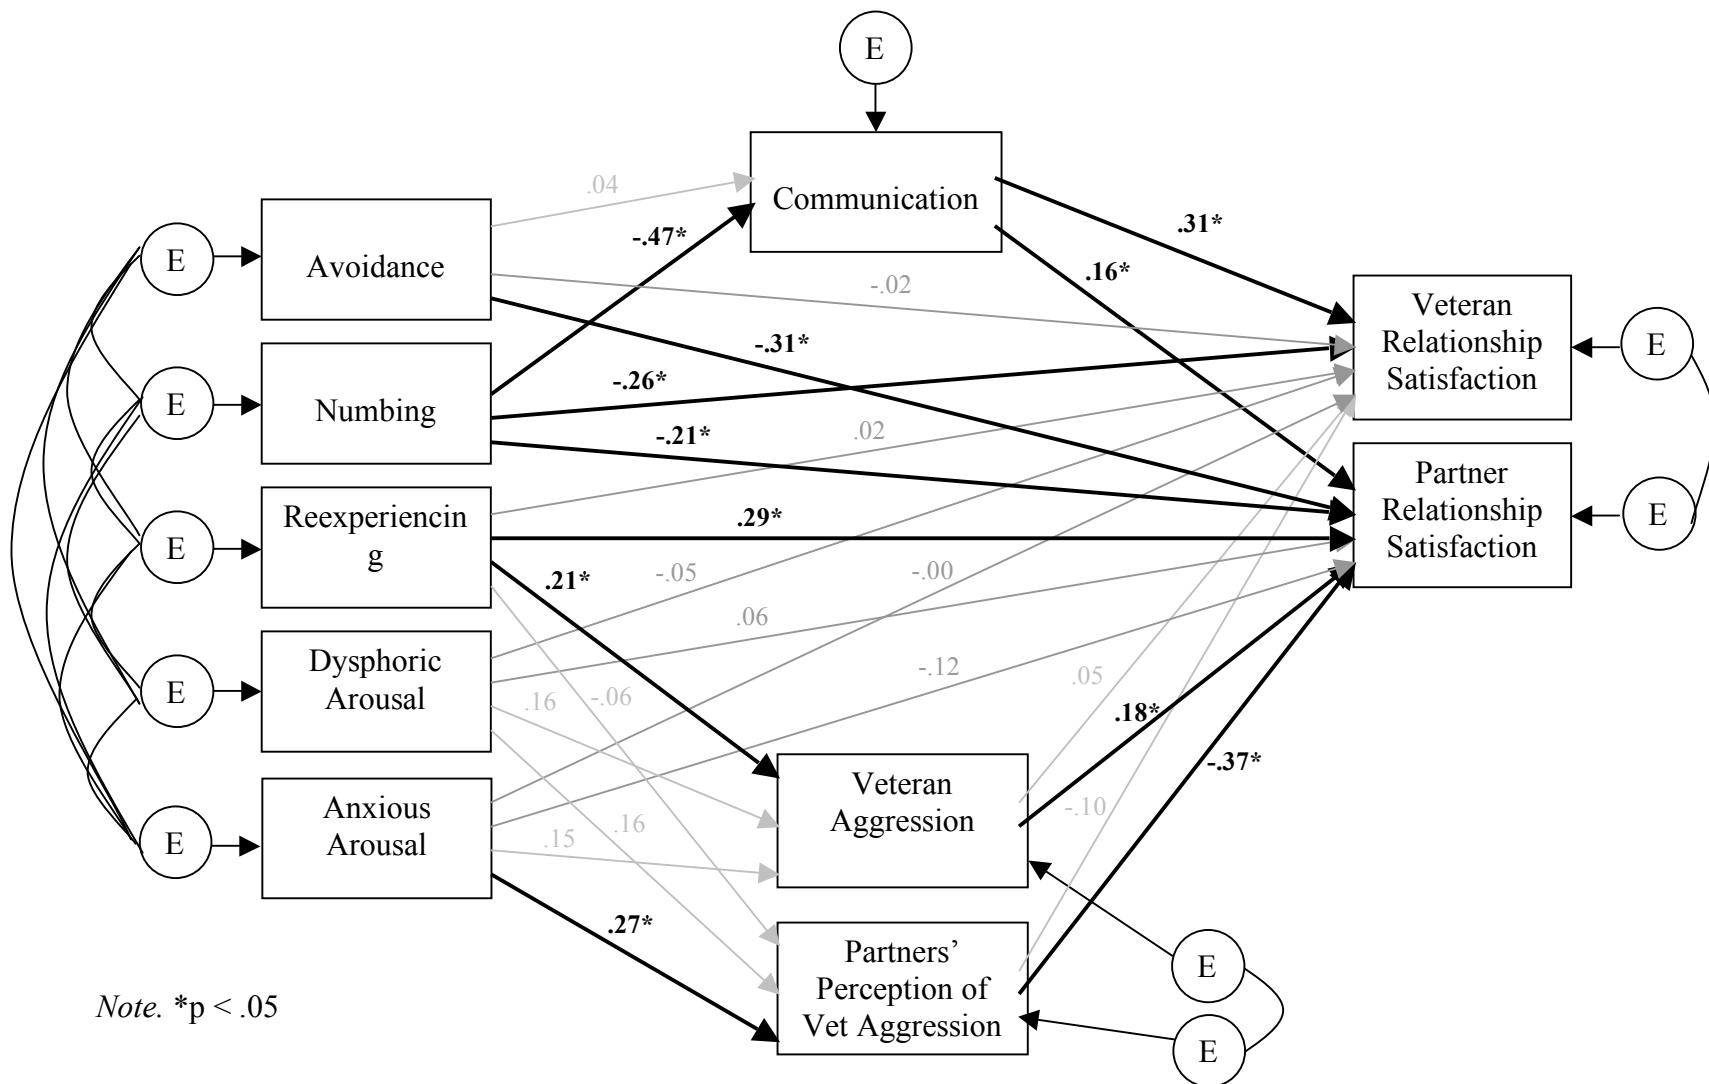 E
Communication
.04
-.47*
.31*
.16*
E
Avoidance
-.02
-.31*
Veteran
Relationship
Satisfaction
E
E
Numbing
-.26*
-.21*
.02
Partner
Relationship
Satisfaction
E
E
Reexperiencin
g
.29*
.21*
-.05
-.00
E
Dysphoric
Arousal
.16
-.06
.06
-.12
.05
.18*
-.37*
E
Anxious
Arousal
.15
.16
.27*
Veteran
Aggression
-.10
Partners’
Perception of
Vet Aggression
E
E
Note. *p < .05